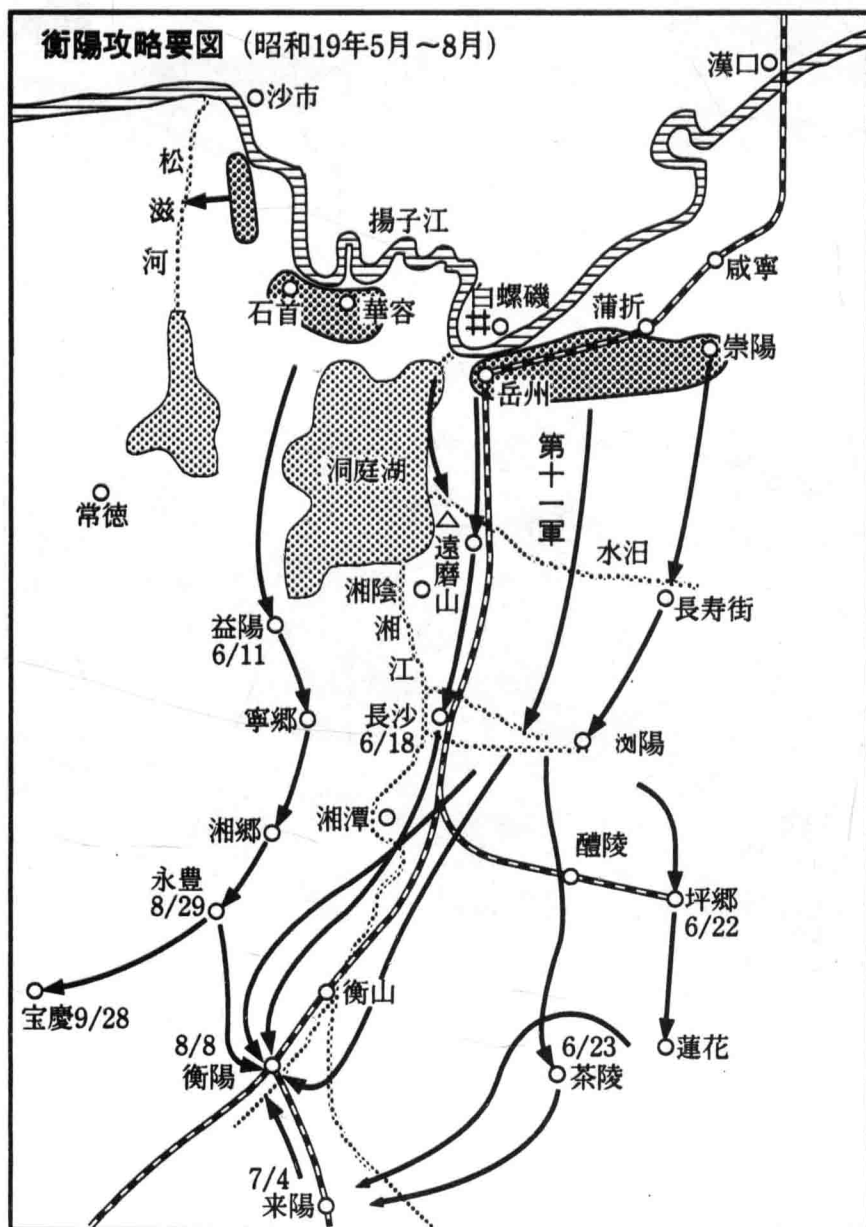 衡陽攻略要図(昭和19年5月~8月)
漢口
沙市
松滋河
揚子江
咸寧
白螺磯
蒲折
石首
華容
崇陽
岳州
第十一軍
洞庭湖
常徳
遠磨山
水汨
湘陰
長寿街
湘江
益陽
6/11
寧郷
長沙
6/18
浏陽
湘潭
湘郷
醴陵
永豊
8/29
坪郷
6/22
衡山
宝慶9/28
8/8
衡陽
6/23
茶陵
蓮花
7/4
来陽